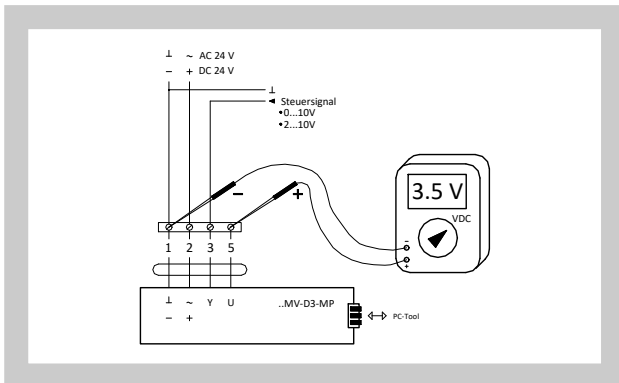 ⊥ ~ AC 24 V
– + DC 24 V
⊥
Steuersignal
•0...10V
•2...10V
– +
3.5 V
VDC
–
+
1 2 3 5
⊥ ~ Y U ..MV-D3-MP
– +
PC-Tool